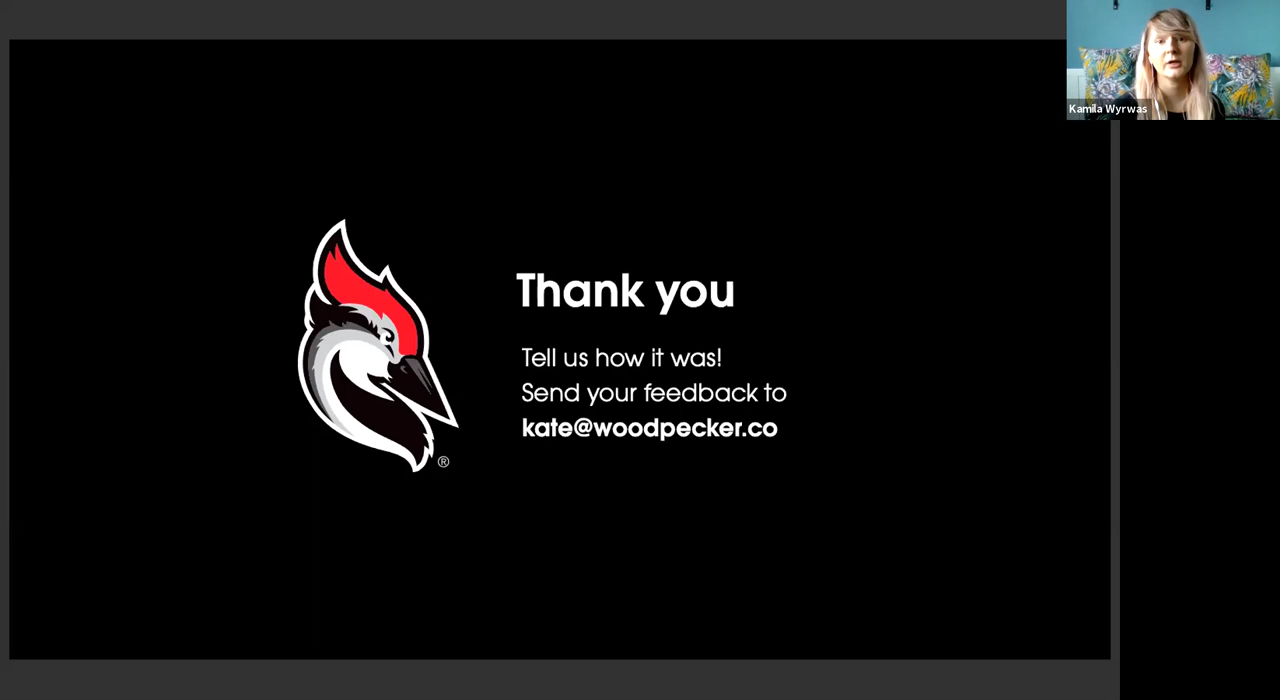 Kamila Wyrwas
Thank you
Tell us how it was!
Send your feedback to
kate@woodpecker.co
®